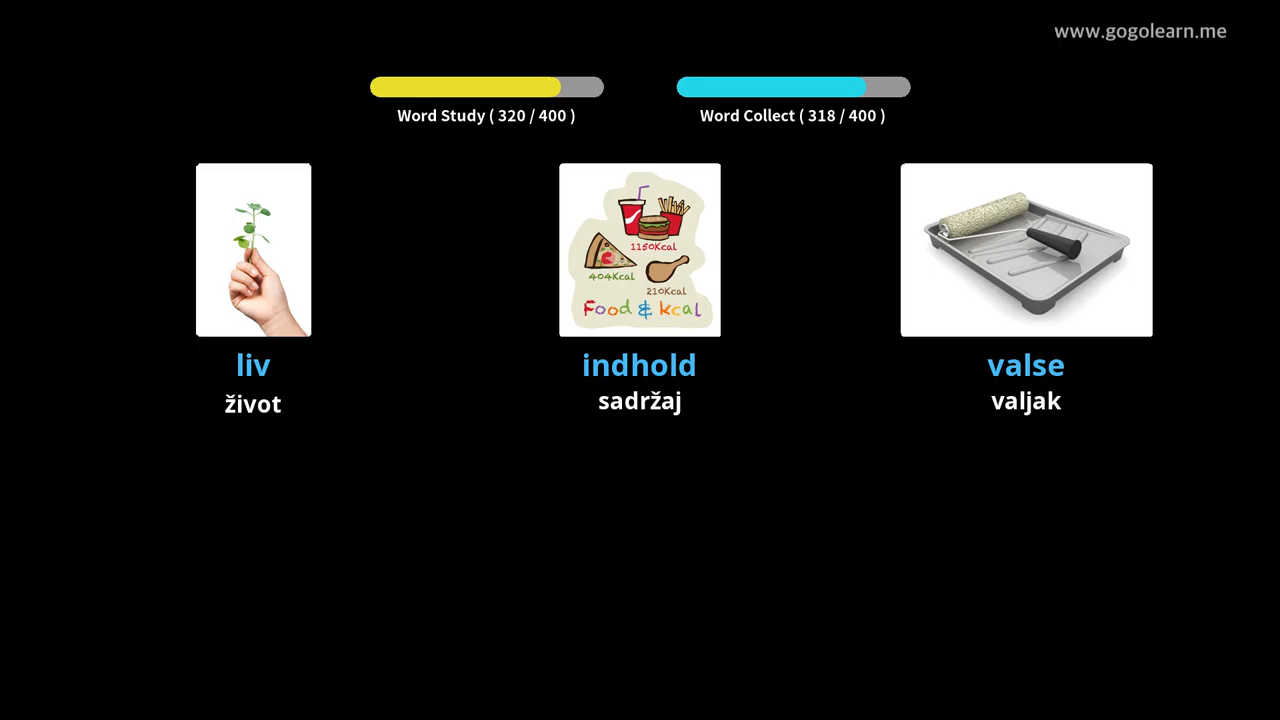 www.gogolearn.me
Word Study ( 320 / 400 )
Word Collect ( 318 / 400 )
1150Kcal
404Kcal
210Kcal
Food & kcal
liv
indhold
valse
život
sadržaj
valjak